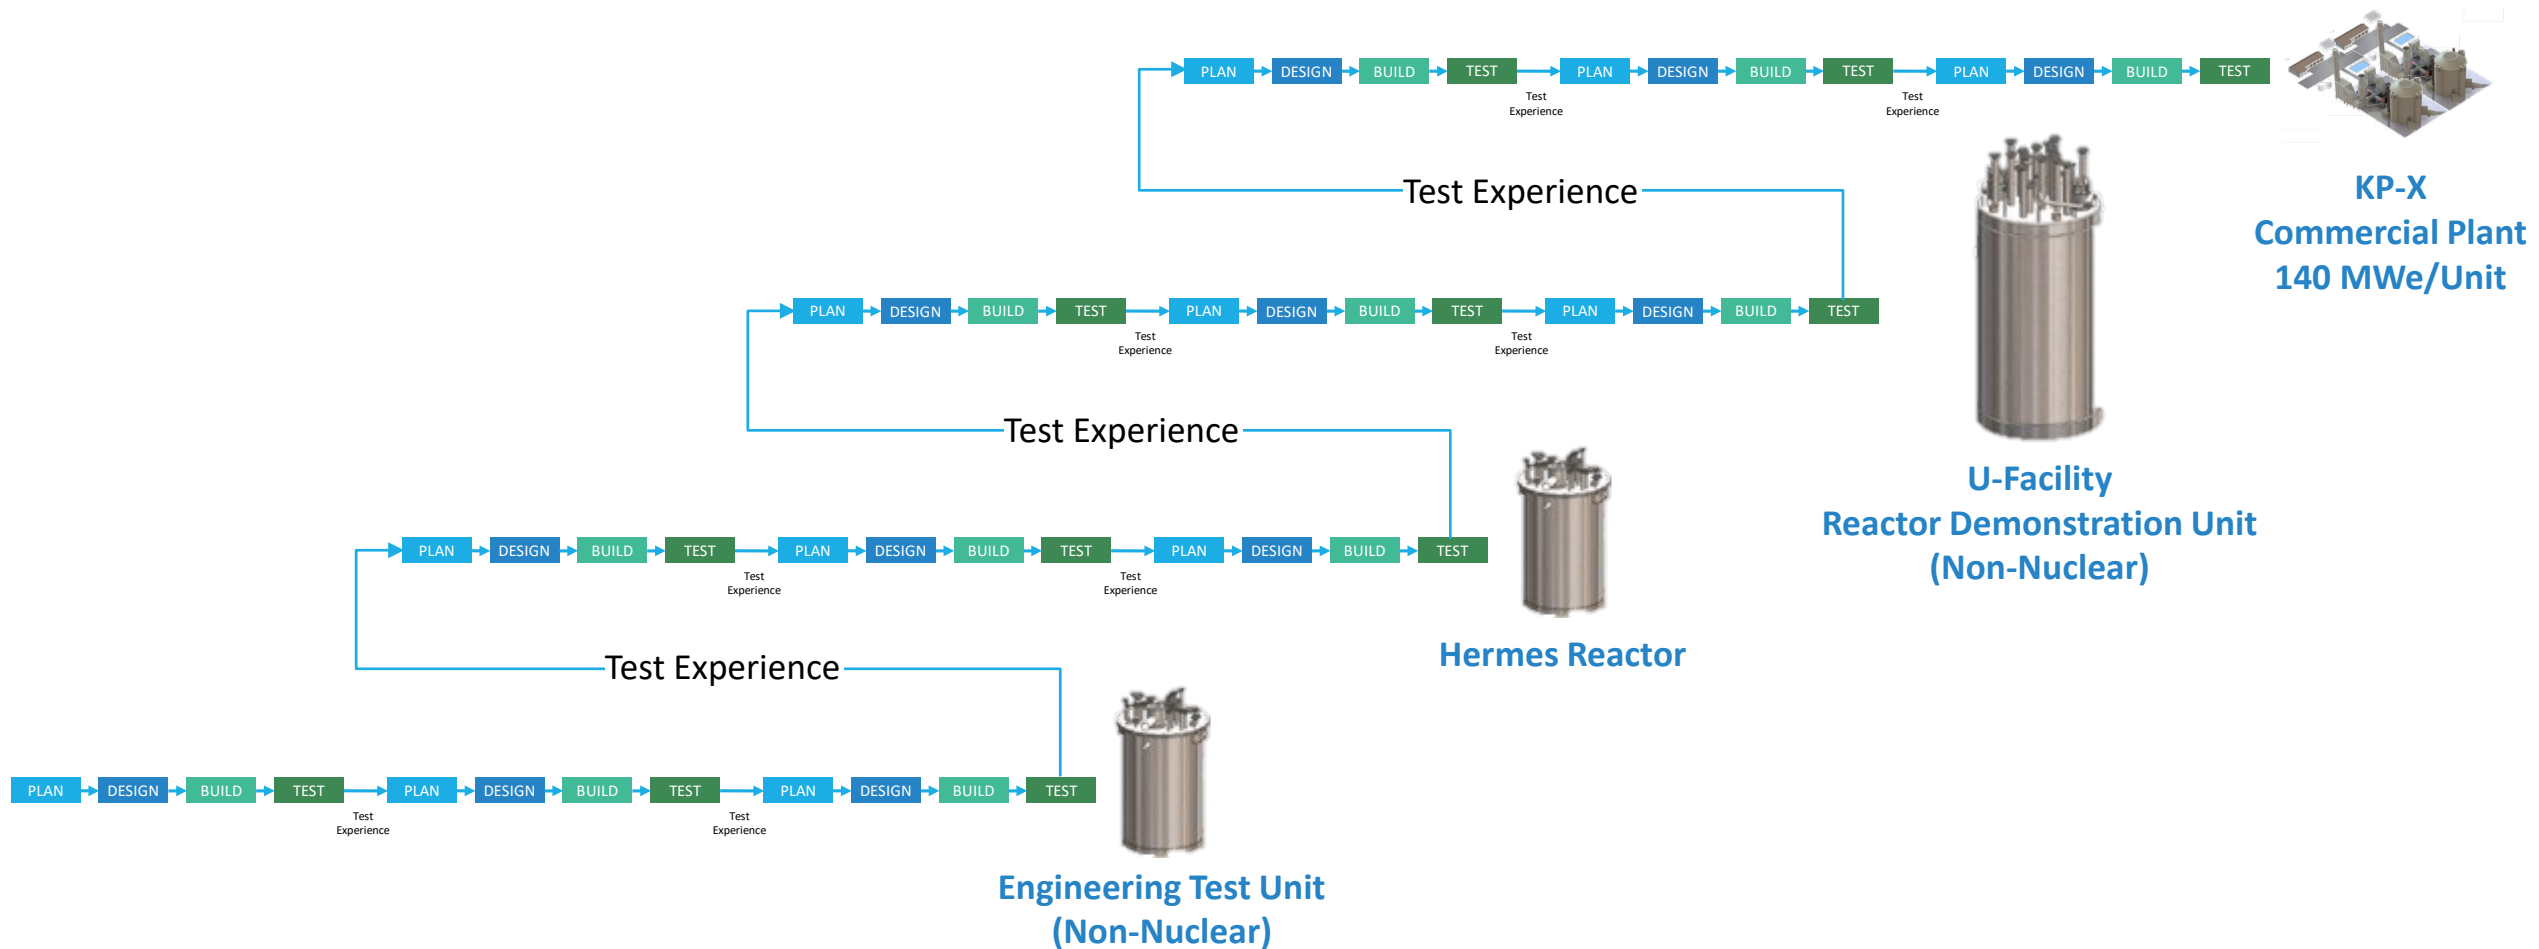 PLAN DESIGN BUILD TEST PLAN DESIGN BUILD TEST PLAN DESIGN BUILD TEST
Test
Experience
Test
Experience
KP-X
Commercial Plant
140 MWe/Unit
Test Experience
PLAN DESIGN BUILD TEST PLAN DESIGN BUILD TEST PLAN DESIGN BUILD TEST
Test
Experience
Test
Experience
U-Facility
Reactor Demonstration Unit
(Non-Nuclear)
Test Experience
PLAN DESIGN BUILD TEST PLAN DESIGN BUILD TEST PLAN DESIGN BUILD TEST
Test
Experience
Test
Experience
Hermes Reactor
Test Experience
PLAN DESIGN BUILD TEST PLAN DESIGN BUILD TEST PLAN DESIGN BUILD TEST
Test
Experience
Test
Experience
Engineering Test Unit
(Non-Nuclear)